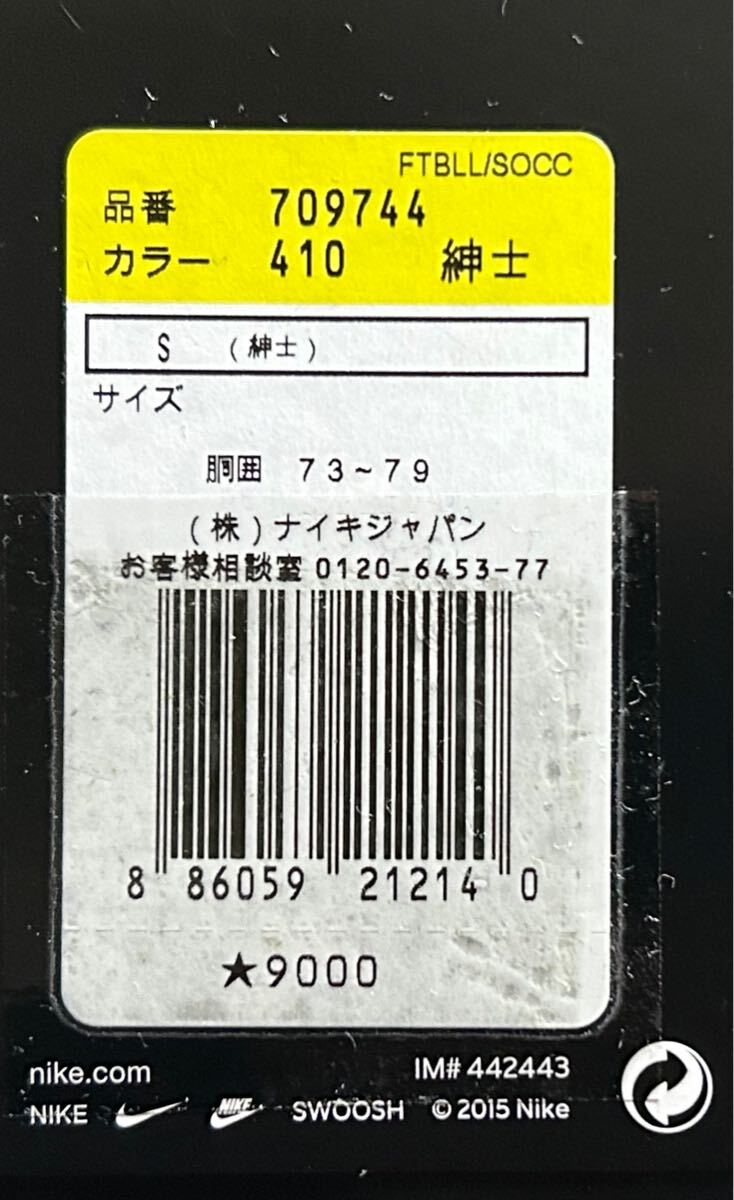 FTBLL/SOCC
品番 709744
カラー 410 紳士
S (紳士)
サイズ
胴囲 73~79
(株)ナイキジャパン
お客様相談室 0120-6453-77
8 86059 21214 0
★9000
nike.com IM# 442443
NIKE NIKE SWOOSH © 2015 Nike